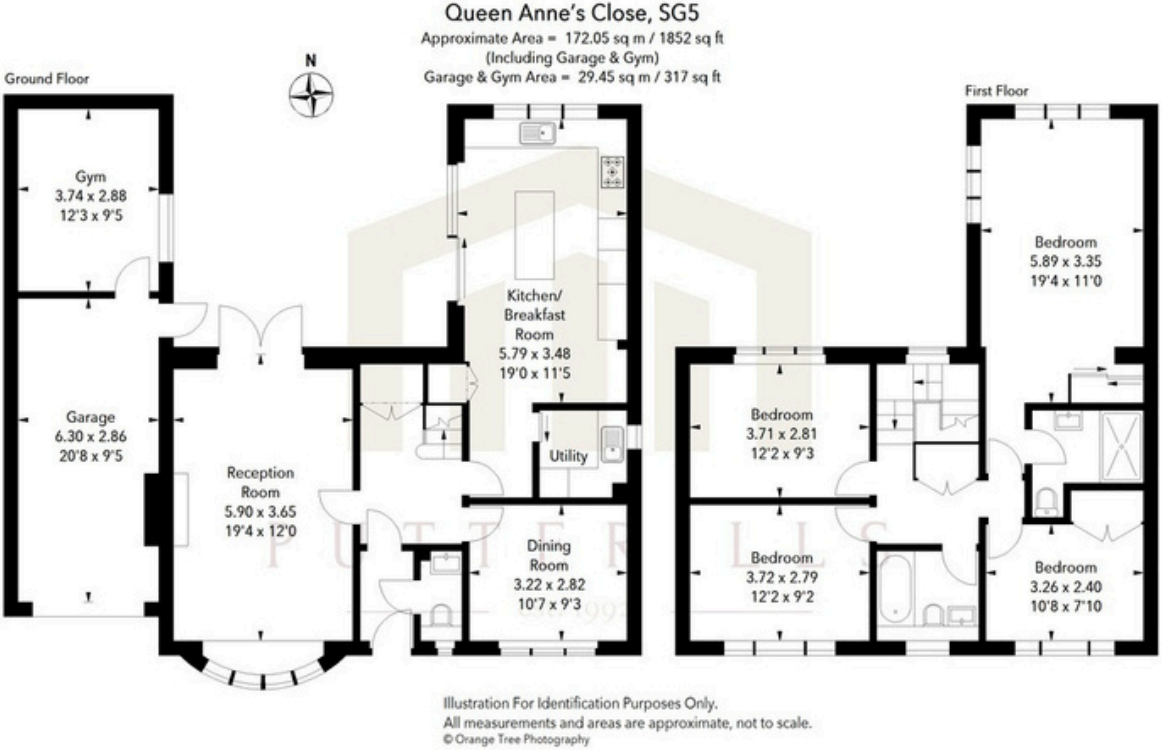 Queen Anne's Close, SG5
Approximate Area = 172.05 sq m / 1852 sq ft
(Including Garage & Gym)
Garage & Gym Area = 29.45 sq m / 317 sq ft
N
Ground Floor
First Floor
Gym
3.74 x 2.88
12'3 x 9'5
Garage
6.30 x 2.86
20'8 x 9'5
Reception
Room
5.90 x 3.65
19'4 x 12'0
Kitchen/
Breakfast
Room
5.79 x 3.48
19'0 x 11'5
Utility
Dining
Room
3.22 x 2.82
10'7 x 9'3
Bedroom
5.89 x 3.35
19'4 x 11'0
Bedroom
3.71 x 2.81
12'2 x 9'3
Bedroom
3.72 x 2.79
12'2 x 9'2
Bedroom
3.26 x 2.40
10'8 x 7'10
Illustration For Identification Purposes Only.
All measurements and areas are approximate, not to scale.
© Orange Tree Photography